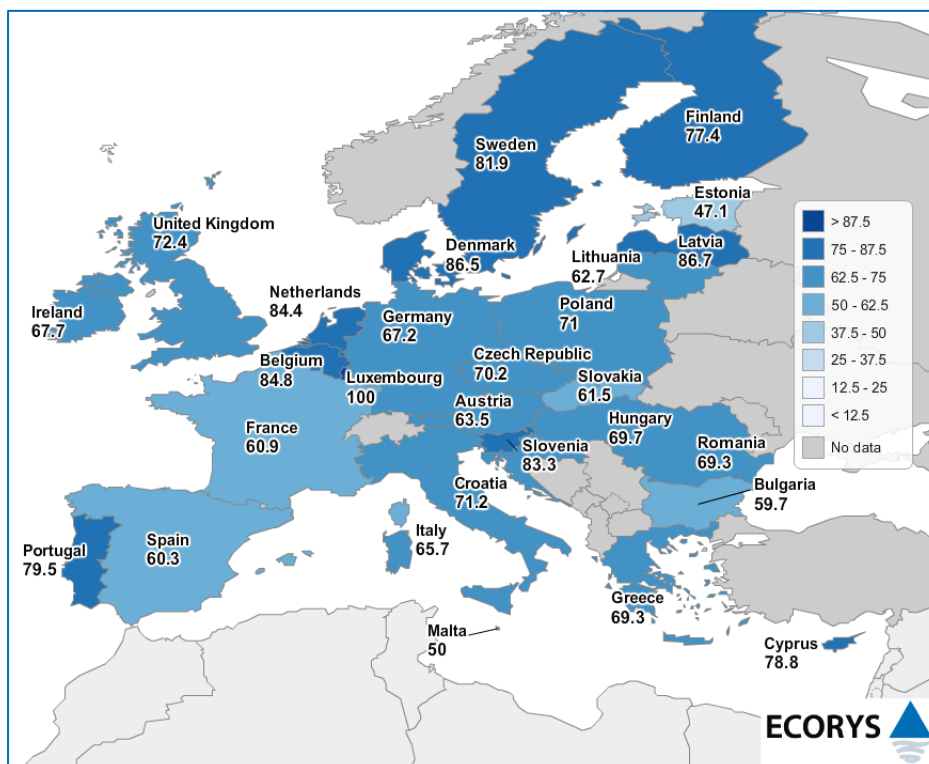 Finland
77.4
Sweden
81.9
Estonia
47.1
United Kingdom
72.4
Denmark
86.5
Lithuania
62.7
Latvia
86.7
Netherlands
84.4
Ireland
67.7
Germany
67.2
Poland
71
Belgium
84.8
Luxembourg
100
Czech Republic
70.2
Slovakia
61.5
Austria
63.5
France
60.9
Hungary
69.7
Romania
69.3
Slovenia
83.3
Croatia
71.2
Bulgaria
59.7
Italy
65.7
Portugal
79.5
Spain
60.3
Greece
69.3
Malta
50
Cyprus
78.8
> 87.5
75 - 87.5
62.5 - 75
50 - 62.5
37.5 - 50
25 - 37.5
12.5 - 25
< 12.5
No data
ECORYS